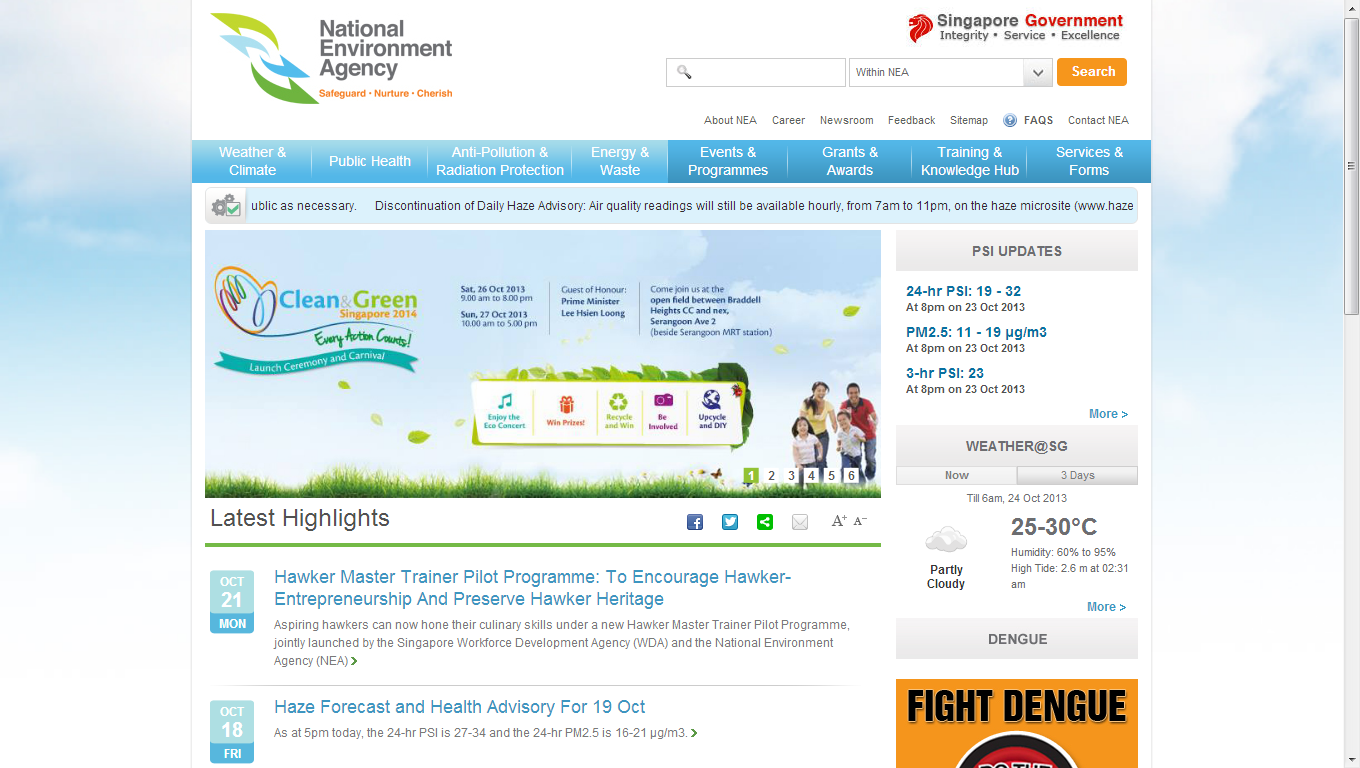 National
Environment
Agency
Safeguard • Nurture • Cherish
Singapore Government
Integrity • Service • Excellence
Within NEA
Search
About NEA Career Newsroom Feedback Sitemap FAQS Contact NEA
Weather &
Climate
Public Health
Anti-Pollution &
Radiation Protection
Energy &
Waste
Events &
Programmes
Grants &
Awards
Training &
Knowledge Hub
Services &
Forms
ublic as necessary. Discontinuation of Daily Haze Advisory: Air quality readings will still be available hourly, from 7am to 11pm, on the haze microsite (www.haze
Clean&Green
Singapore 2014
Every Action Counts!
Launch Ceremony and Carnival
Sat, 26 Oct 2013
9.00 am to 8.00 pm
Sun, 27 Oct 2013
10.00 am to 5.00 pm
Guest of Honour:
Prime Minister
Lee Hsien Loong
Come join us at the
open field between Braddell
Heights CC and nex,
Serangoon Ave 2
(beside Serangoon MRT station)
Enjoy the
Eco Concert
Win Prizes!
Recycle
and Win
Be
Involved
Upcycle
and DIY
1 2 3 4 5 6
PSI UPDATES
24-hr PSI: 19 - 32
At 8pm on 23 Oct 2013
PM2.5: 11 - 19 µg/m3
At 8pm on 23 Oct 2013
3-hr PSI: 23
At 8pm on 23 Oct 2013
More >
WEATHER@SG
Now 3 Days
Till 6am, 24 Oct 2013
Partly
Cloudy
25-30°C
Humidity: 60% to 95%
High Tide: 2.6 m at 02:31
am
More >
DENGUE
FIGHT DENGUE
DO THE
Latest Highlights
A+ A-
OCT
21
MON
Hawker Master Trainer Pilot Programme: To Encourage Hawker-
Entrepreneurship And Preserve Hawker Heritage
Aspiring hawkers can now hone their culinary skills under a new Hawker Master Trainer Pilot Programme,
jointly launched by the Singapore Workforce Development Agency (WDA) and the National Environment
Agency (NEA)
OCT
18
FRI
Haze Forecast and Health Advisory For 19 Oct
As at 5pm today, the 24-hr PSI is 27-34 and the 24-hr PM2.5 is 16-21 µg/m3.